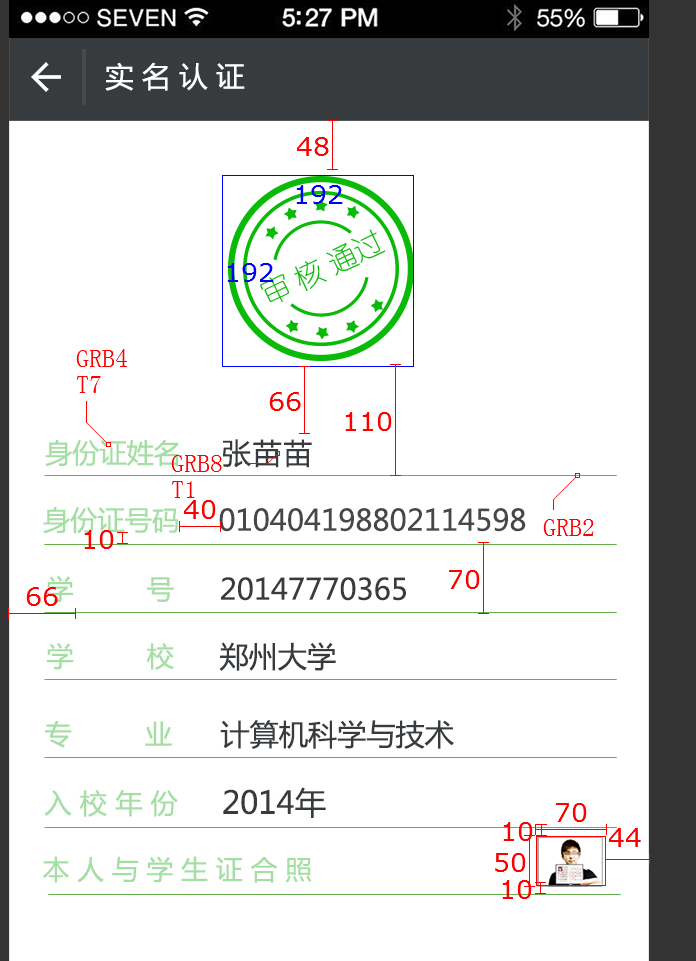 SEVEN 5:27 PM 55%
实名认证
48
192
192
审核通过
GRB4
T7
66
110
身份证姓名 张苗苗
GRB8
T1
40
身份证号码 010404198802114598
GRB2
10
70
66
学 号 20147770365
学 校 郑州大学
专 业 计算机科学与技术
入校年份 2014年
70
10
44
本人与学生证合照
50
10